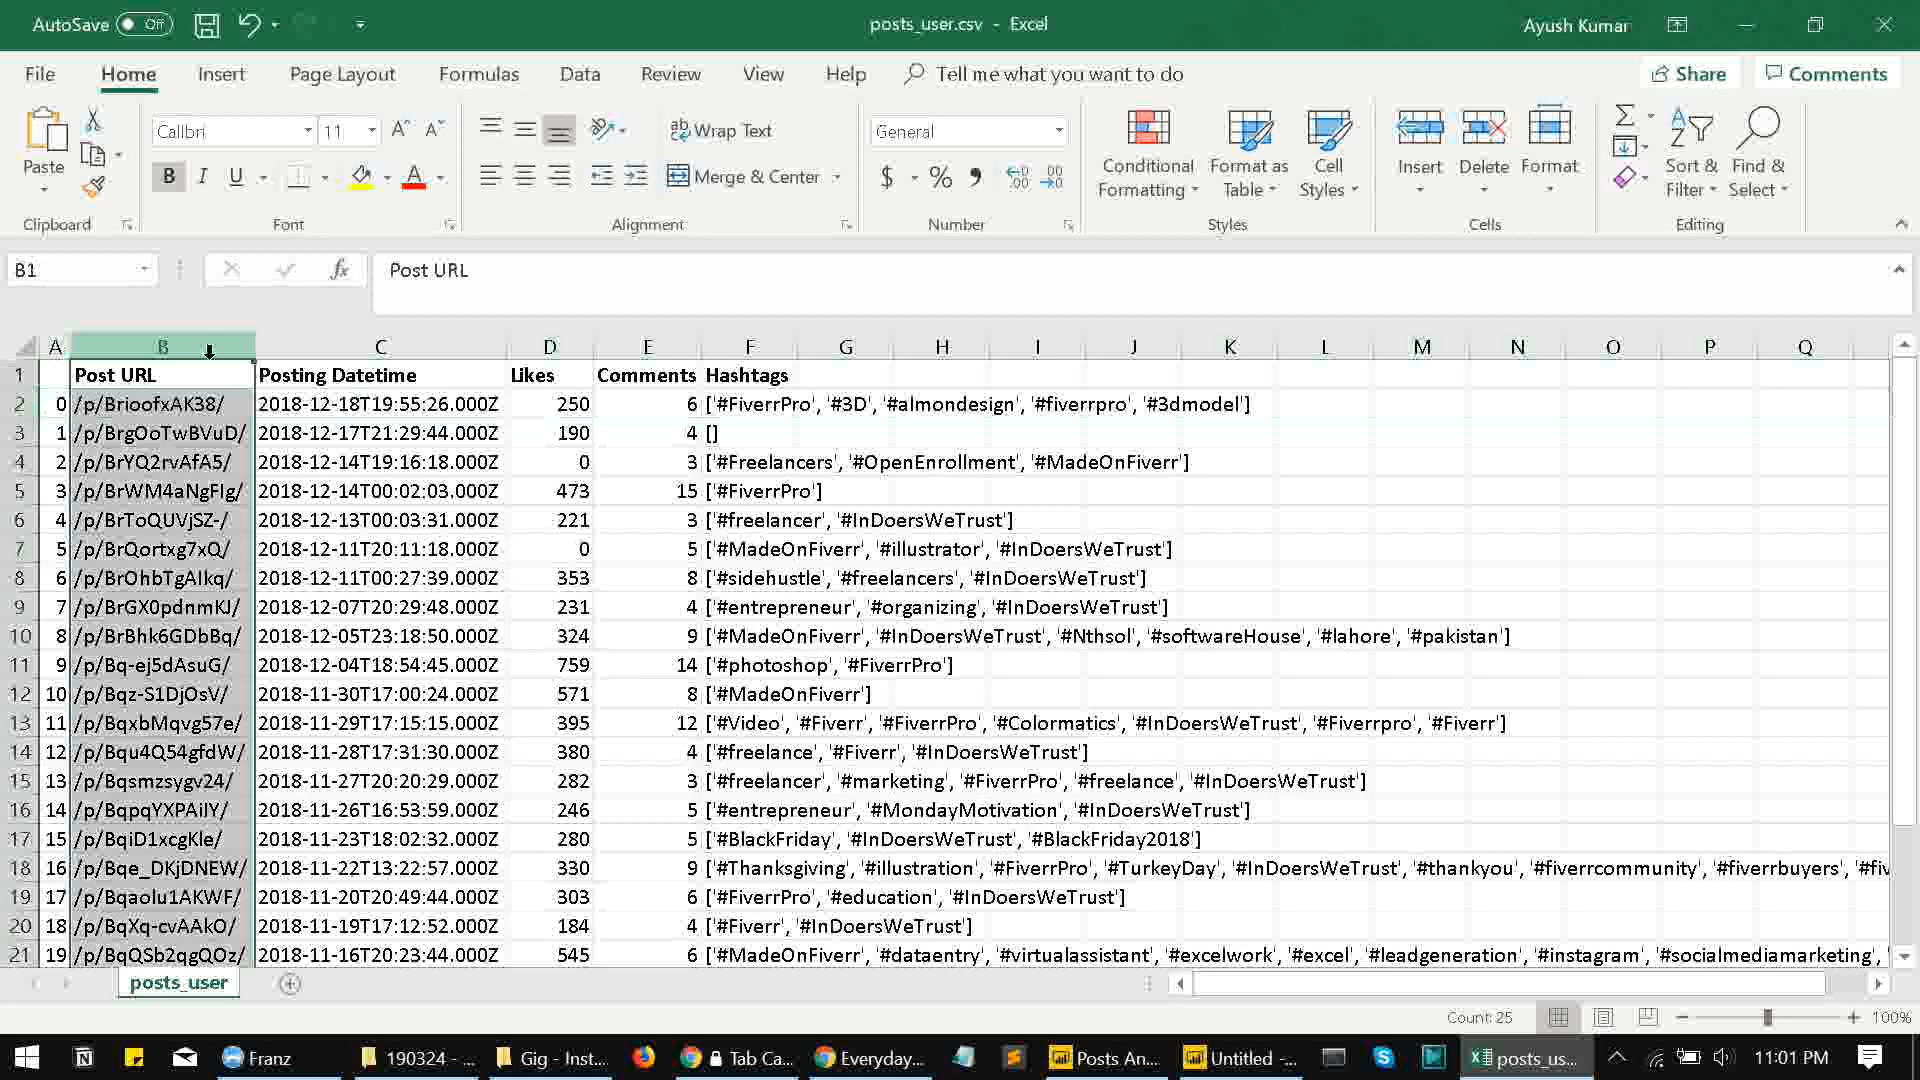 AutoSave Off posts_user.csv - Excel Ayush Kumar
File Home Insert Page Layout Formulas Data Review View Help Tell me what you want to do Share Comments
Paste Calibri 11 A A ab Wrap Text General Conditional Formatting Format as Table Cell Styles Insert Delete Format Sort & Filter Find & Select
B I U A Merge & Center $ % , .00 .00 Σ
Clipboard Font Alignment Number Styles Cells Editing
B1 fx Post URL
A B C D E F G H I J K L M N O P Q
1 Post URL Posting Datetime Likes Comments Hashtags
2 0 /p/BrioofxAK38/ 2018-12-18T19:55:26.000Z 250 6 ['#FiverrPro', '#3D', '#almondesign', '#fiverrpro', '#3dmodel']
3 1 /p/BrgOoTwBVuD/ 2018-12-17T21:29:44.000Z 190 4 []
4 2 /p/BrYQ2rvAfA5/ 2018-12-14T19:16:18.000Z 0 3 ['#Freelancers', '#OpenEnrollment', '#MadeOnFiverr']
5 3 /p/BrWM4aNgFIg/ 2018-12-14T00:02:03.000Z 473 15 ['#FiverrPro']
6 4 /p/BrToQUVjSZ-/ 2018-12-13T00:03:31.000Z 221 3 ['#freelancer', '#InDoersWeTrust']
7 5 /p/BrQortxg7xQ/ 2018-12-11T20:11:18.000Z 0 5 ['#MadeOnFiverr', '#illustrator', '#InDoersWeTrust']
8 6 /p/BrOhbTgAIkq/ 2018-12-11T00:27:39.000Z 353 8 ['#sidehustle', '#freelancers', '#InDoersWeTrust']
9 7 /p/BrGX0pdnmKJ/ 2018-12-07T20:29:48.000Z 231 4 ['#entrepreneur', '#organizing', '#InDoersWeTrust']
10 8 /p/BrBhk6GDbBq/ 2018-12-05T23:18:50.000Z 324 9 ['#MadeOnFiverr', '#InDoersWeTrust', '#Nthsol', '#softwareHouse', '#lahore', '#pakistan']
11 9 /p/Bq-ej5dAsuG/ 2018-12-04T18:54:45.000Z 759 14 ['#photoshop', '#FiverrPro']
12 10 /p/Bqz-S1DjOsV/ 2018-11-30T17:00:24.000Z 571 8 ['#MadeOnFiverr']
13 11 /p/BqxbMqvg57e/ 2018-11-29T17:15:15.000Z 395 12 ['#Video', '#Fiverr', '#FiverrPro', '#Colormatics', '#InDoersWeTrust', '#Fiverrpro', '#Fiverr']
14 12 /p/Bqu4Q54gfdW/ 2018-11-28T17:31:30.000Z 380 4 ['#freelance', '#Fiverr', '#InDoersWeTrust']
15 13 /p/Bqsmzsygv24/ 2018-11-27T20:20:29.000Z 282 3 ['#freelancer', '#marketing', '#FiverrPro', '#freelance', '#InDoersWeTrust']
16 14 /p/BqpqYXPAiIY/ 2018-11-26T16:53:59.000Z 246 5 ['#entrepreneur', '#MondayMotivation', '#InDoersWeTrust']
17 15 /p/BqiD1xcgKle/ 2018-11-23T18:02:32.000Z 280 5 ['#BlackFriday', '#InDoersWeTrust', '#BlackFriday2018']
18 16 /p/Bqe_DKjDNEW/ 2018-11-22T13:22:57.000Z 330 9 ['#Thanksgiving', '#illustration', '#FiverrPro', '#TurkeyDay', '#InDoersWeTrust', '#thankyou', '#fiverrcommunity', '#fiverrbuyers', '#fiv
19 17 /p/Bqaolu1AKWF/ 2018-11-20T20:49:44.000Z 303 6 ['#FiverrPro', '#education', '#InDoersWeTrust']
20 18 /p/BqXq-cvAAkO/ 2018-11-19T17:12:52.000Z 184 4 ['#Fiverr', '#InDoersWeTrust']
21 19 /p/BqQSb2qgQOz/ 2018-11-16T20:23:44.000Z 545 6 ['#MadeOnFiverr', '#dataentry', '#virtualassistant', '#excelwork', '#excel', '#leadgeneration', '#instagram', '#socialmediamarketing', '
posts_user
Count: 25 100%
Franz 190324 - ... Gig - Inst... Tab Ca... Everyday... Posts An... Untitled -... posts_us... 11:01 PM